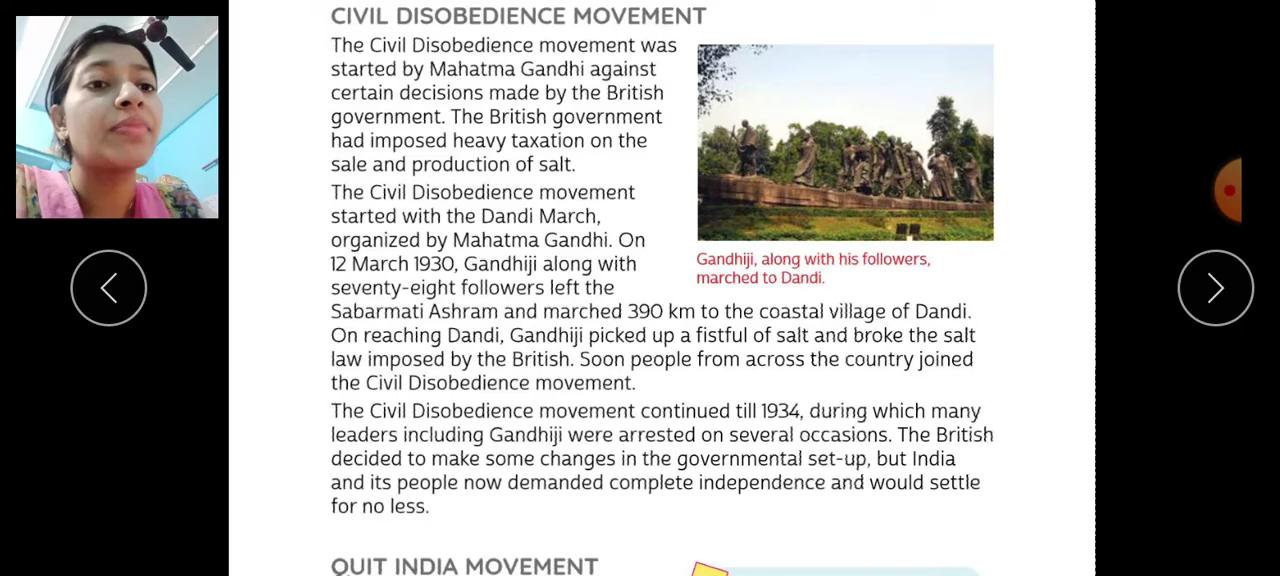 CIVIL DISOBEDIENCE MOVEMENT
The Civil Disobedience movement was
started by Mahatma Gandhi against
certain decisions made by the British
government. The British government
had imposed heavy taxation on the
sale and production of salt.
The Civil Disobedience movement
started with the Dandi March,
organized by Mahatma Gandhi. On
12 March 1930, Gandhiji along with
seventy-eight followers left the
Sabarmati Ashram and marched 390 km to the coastal village of Dandi.
On reaching Dandi, Gandhiji picked up a fistful of salt and broke the salt
law imposed by the British. Soon people from across the country joined
the Civil Disobedience movement.
Gandhiji, along with his followers,
marched to Dandi.
The Civil Disobedience movement continued till 1934, during which many
leaders including Gandhiji were arrested on several occasions. The British
decided to make some changes in the governmental set-up, but India
and its people now demanded complete independence and would settle
for no less.
QUIT INDIA MOVEMENT